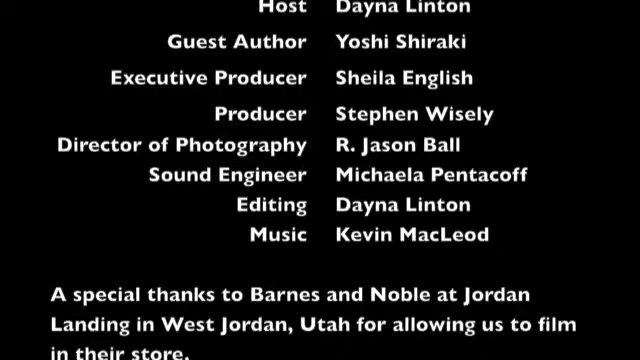 Host Dayna Linton
Guest Author Yoshi Shiraki
Executive Producer Sheila English
Producer Stephen Wisely
Director of Photography R. Jason Ball
Sound Engineer Michaela Pentacoff
Editing Dayna Linton
Music Kevin MacLeod
A special thanks to Barnes and Noble at Jordan
Landing in West Jordan, Utah for allowing us to film
in their store.